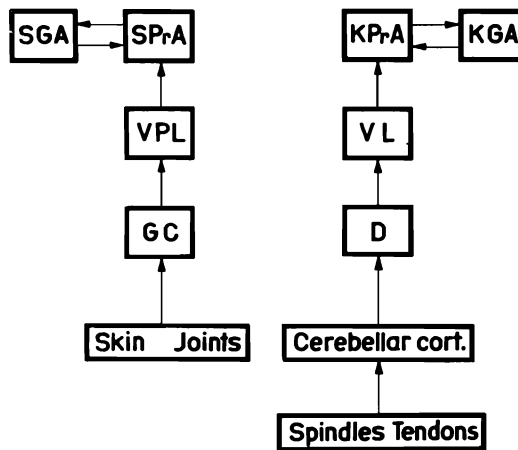 SGA SPrA KPrA KGA
VPL VL
GC D
Skin Joints Cerebellar cort.
Spindles Tendons